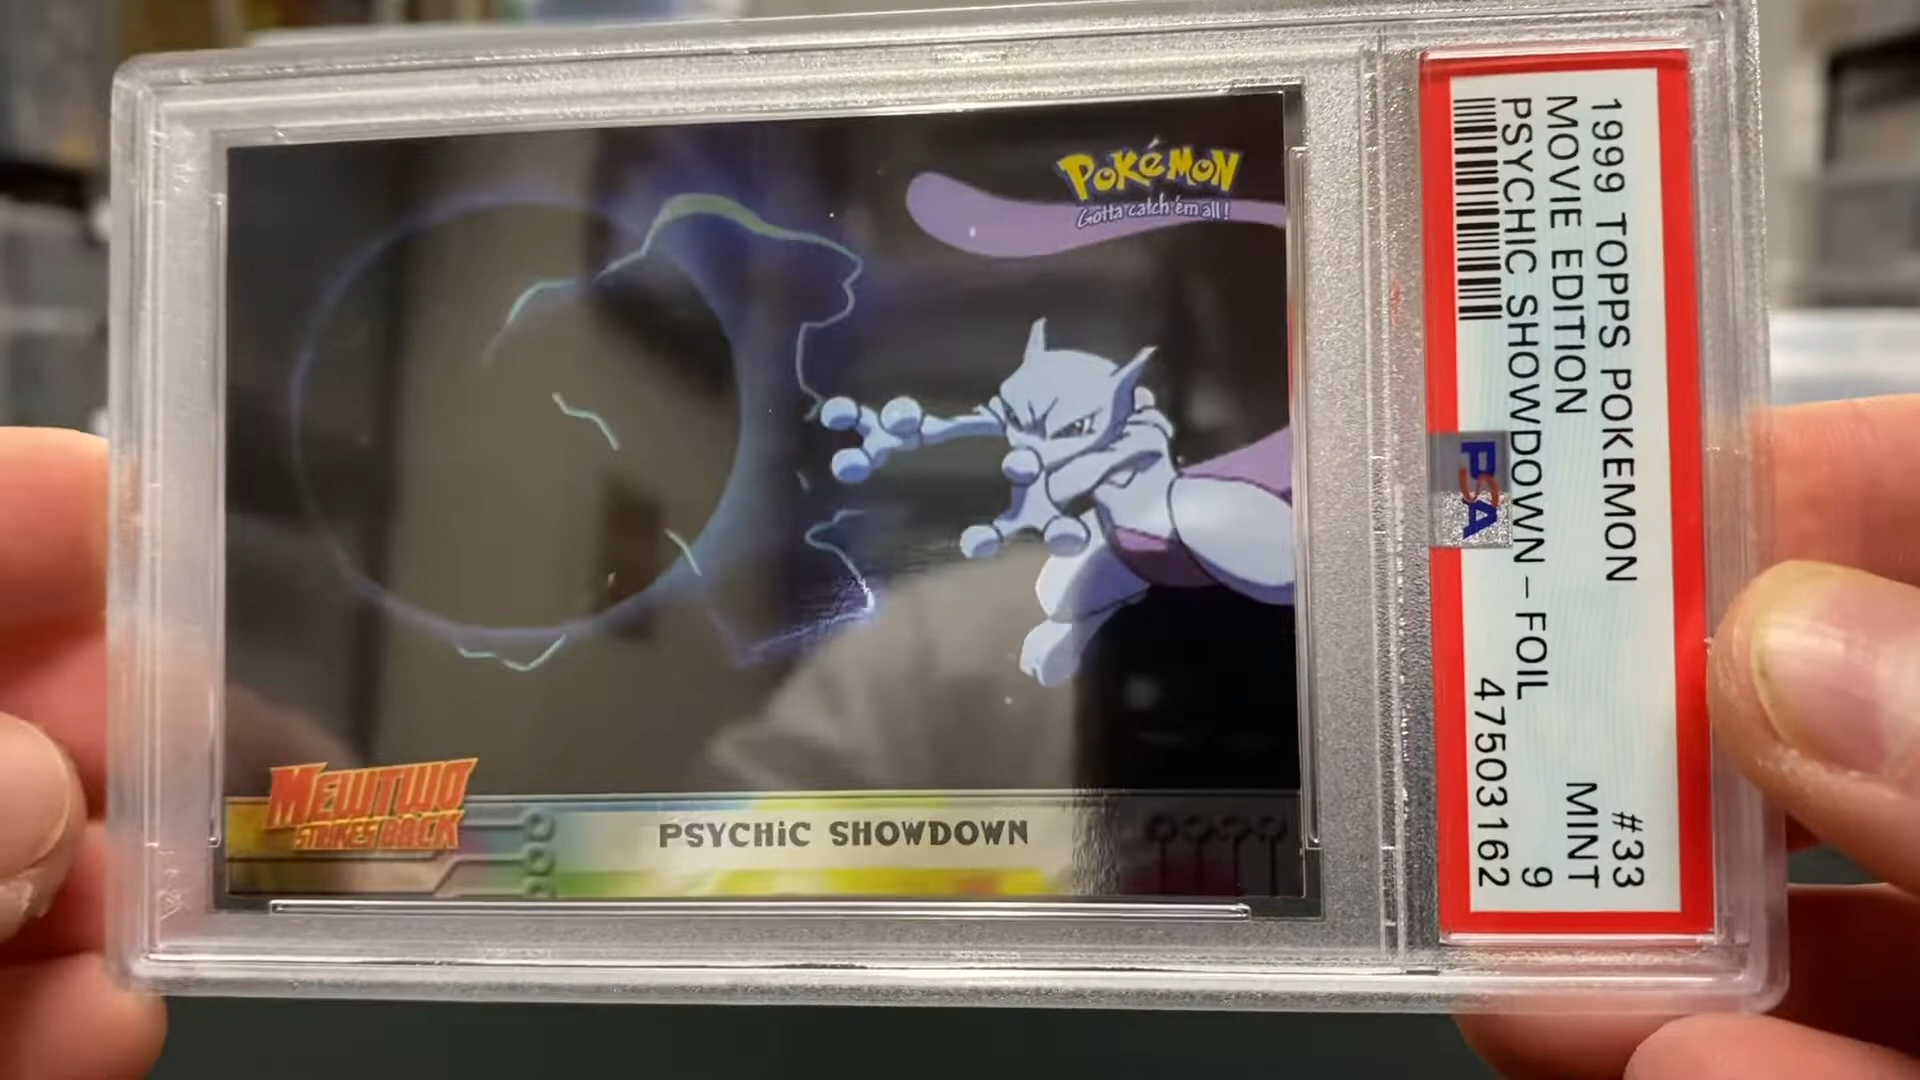 POKéMON
Gotta catch 'em all!
MEWTWO
STRIKES BACK
PSYCHiC SHOWDOWN
1999 TOPPS POKEMON #33
MOVIE EDITION MINT
PSYCHIC SHOWDOWN-FOIL 9
47503162
PSA